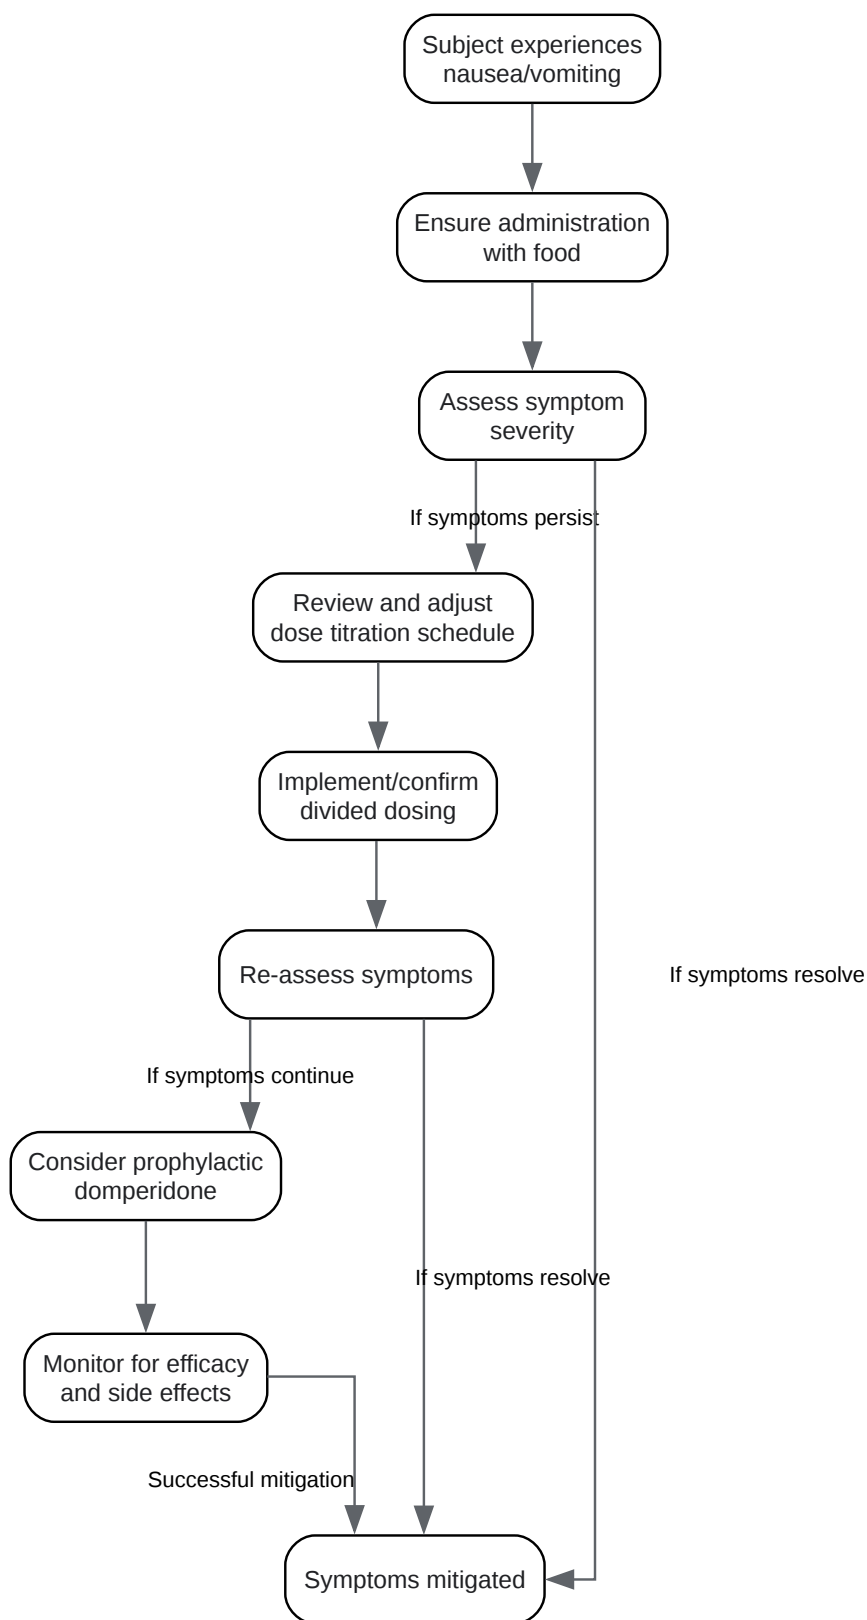 Subject experiences
nausea/vomiting
Ensure administration
with food
Assess symptom
severity
If symptoms persist
Review and adjust
dose titration schedule
Implement/confirm
divided dosing
Re-assess symptoms
If symptoms resolve
If symptoms continue
Consider prophylactic
domperidone
If symptoms resolve
Monitor for efficacy
and side effects
Successful mitigation
Symptoms mitigated